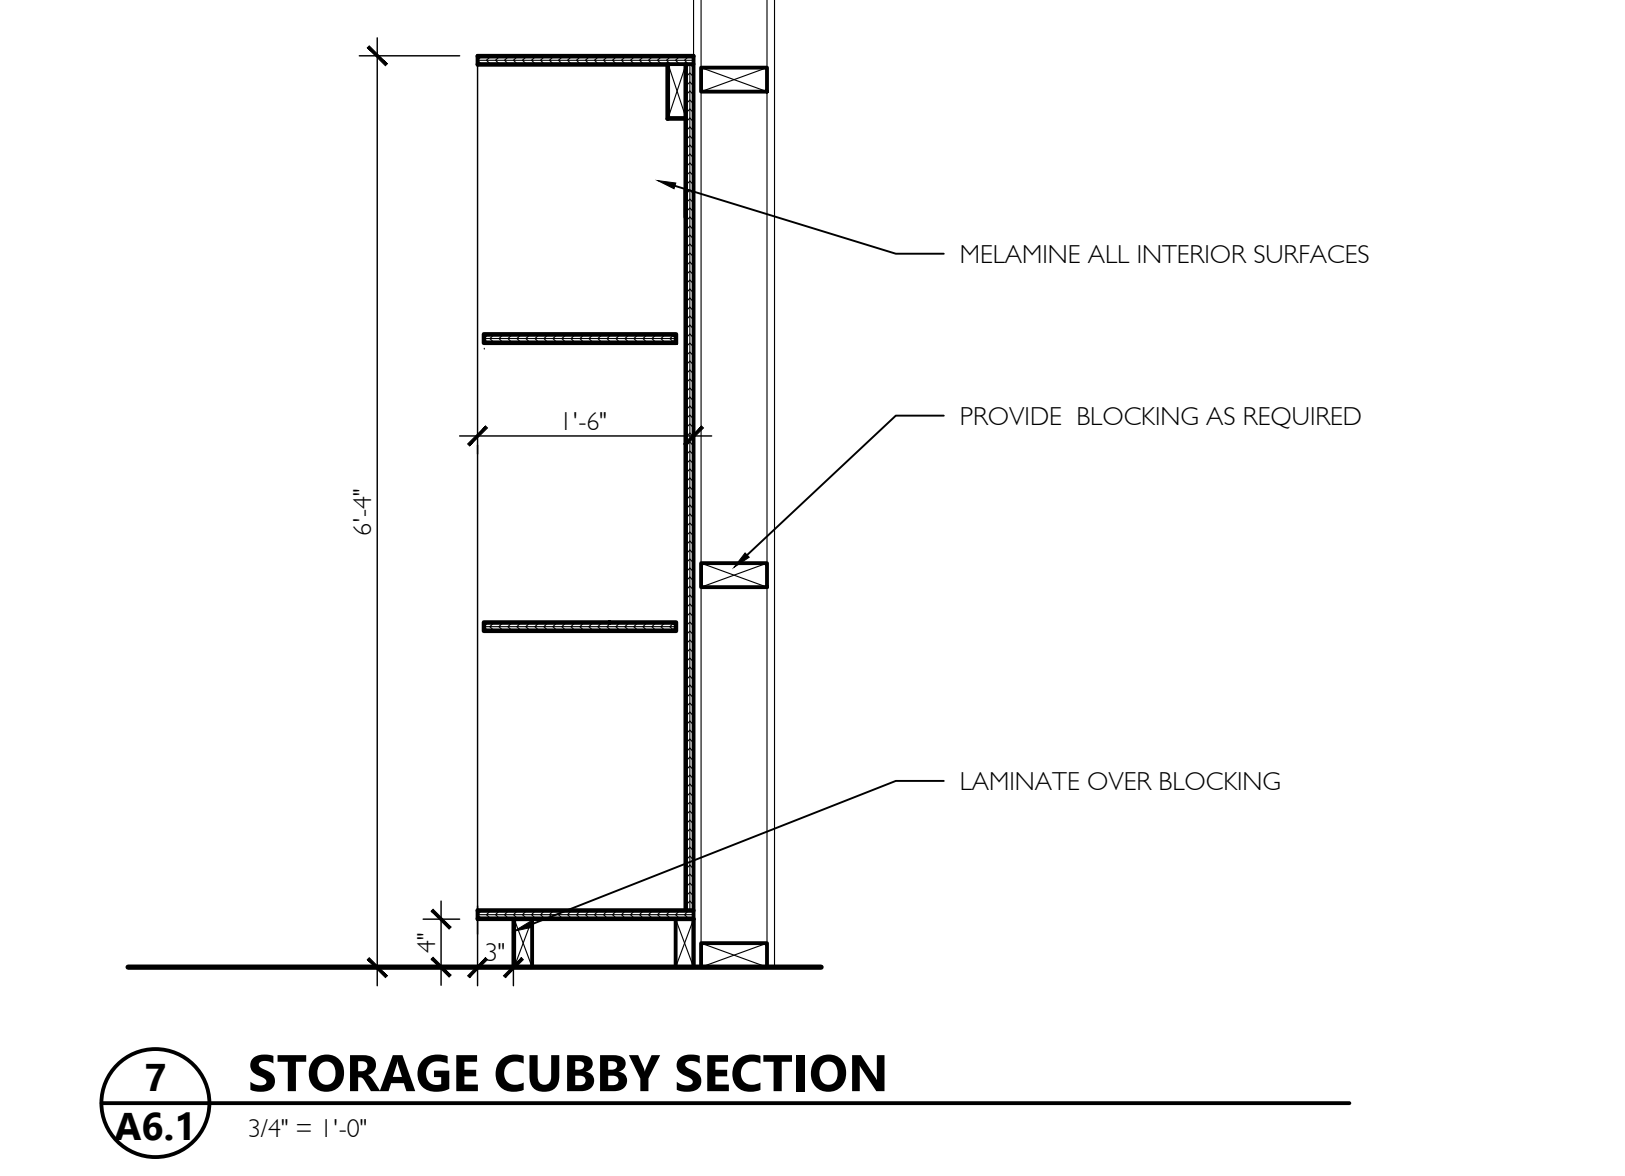 MELAMINE ALL INTERIOR SURFACES
PROVIDE  BLOCKING AS REQUIRED
1'-6"
6'-4"
LAMINATE OVER BLOCKING
4"
3"
7
STORAGE CUBBY SECTION
A6.1
3/4" = 1'-0"